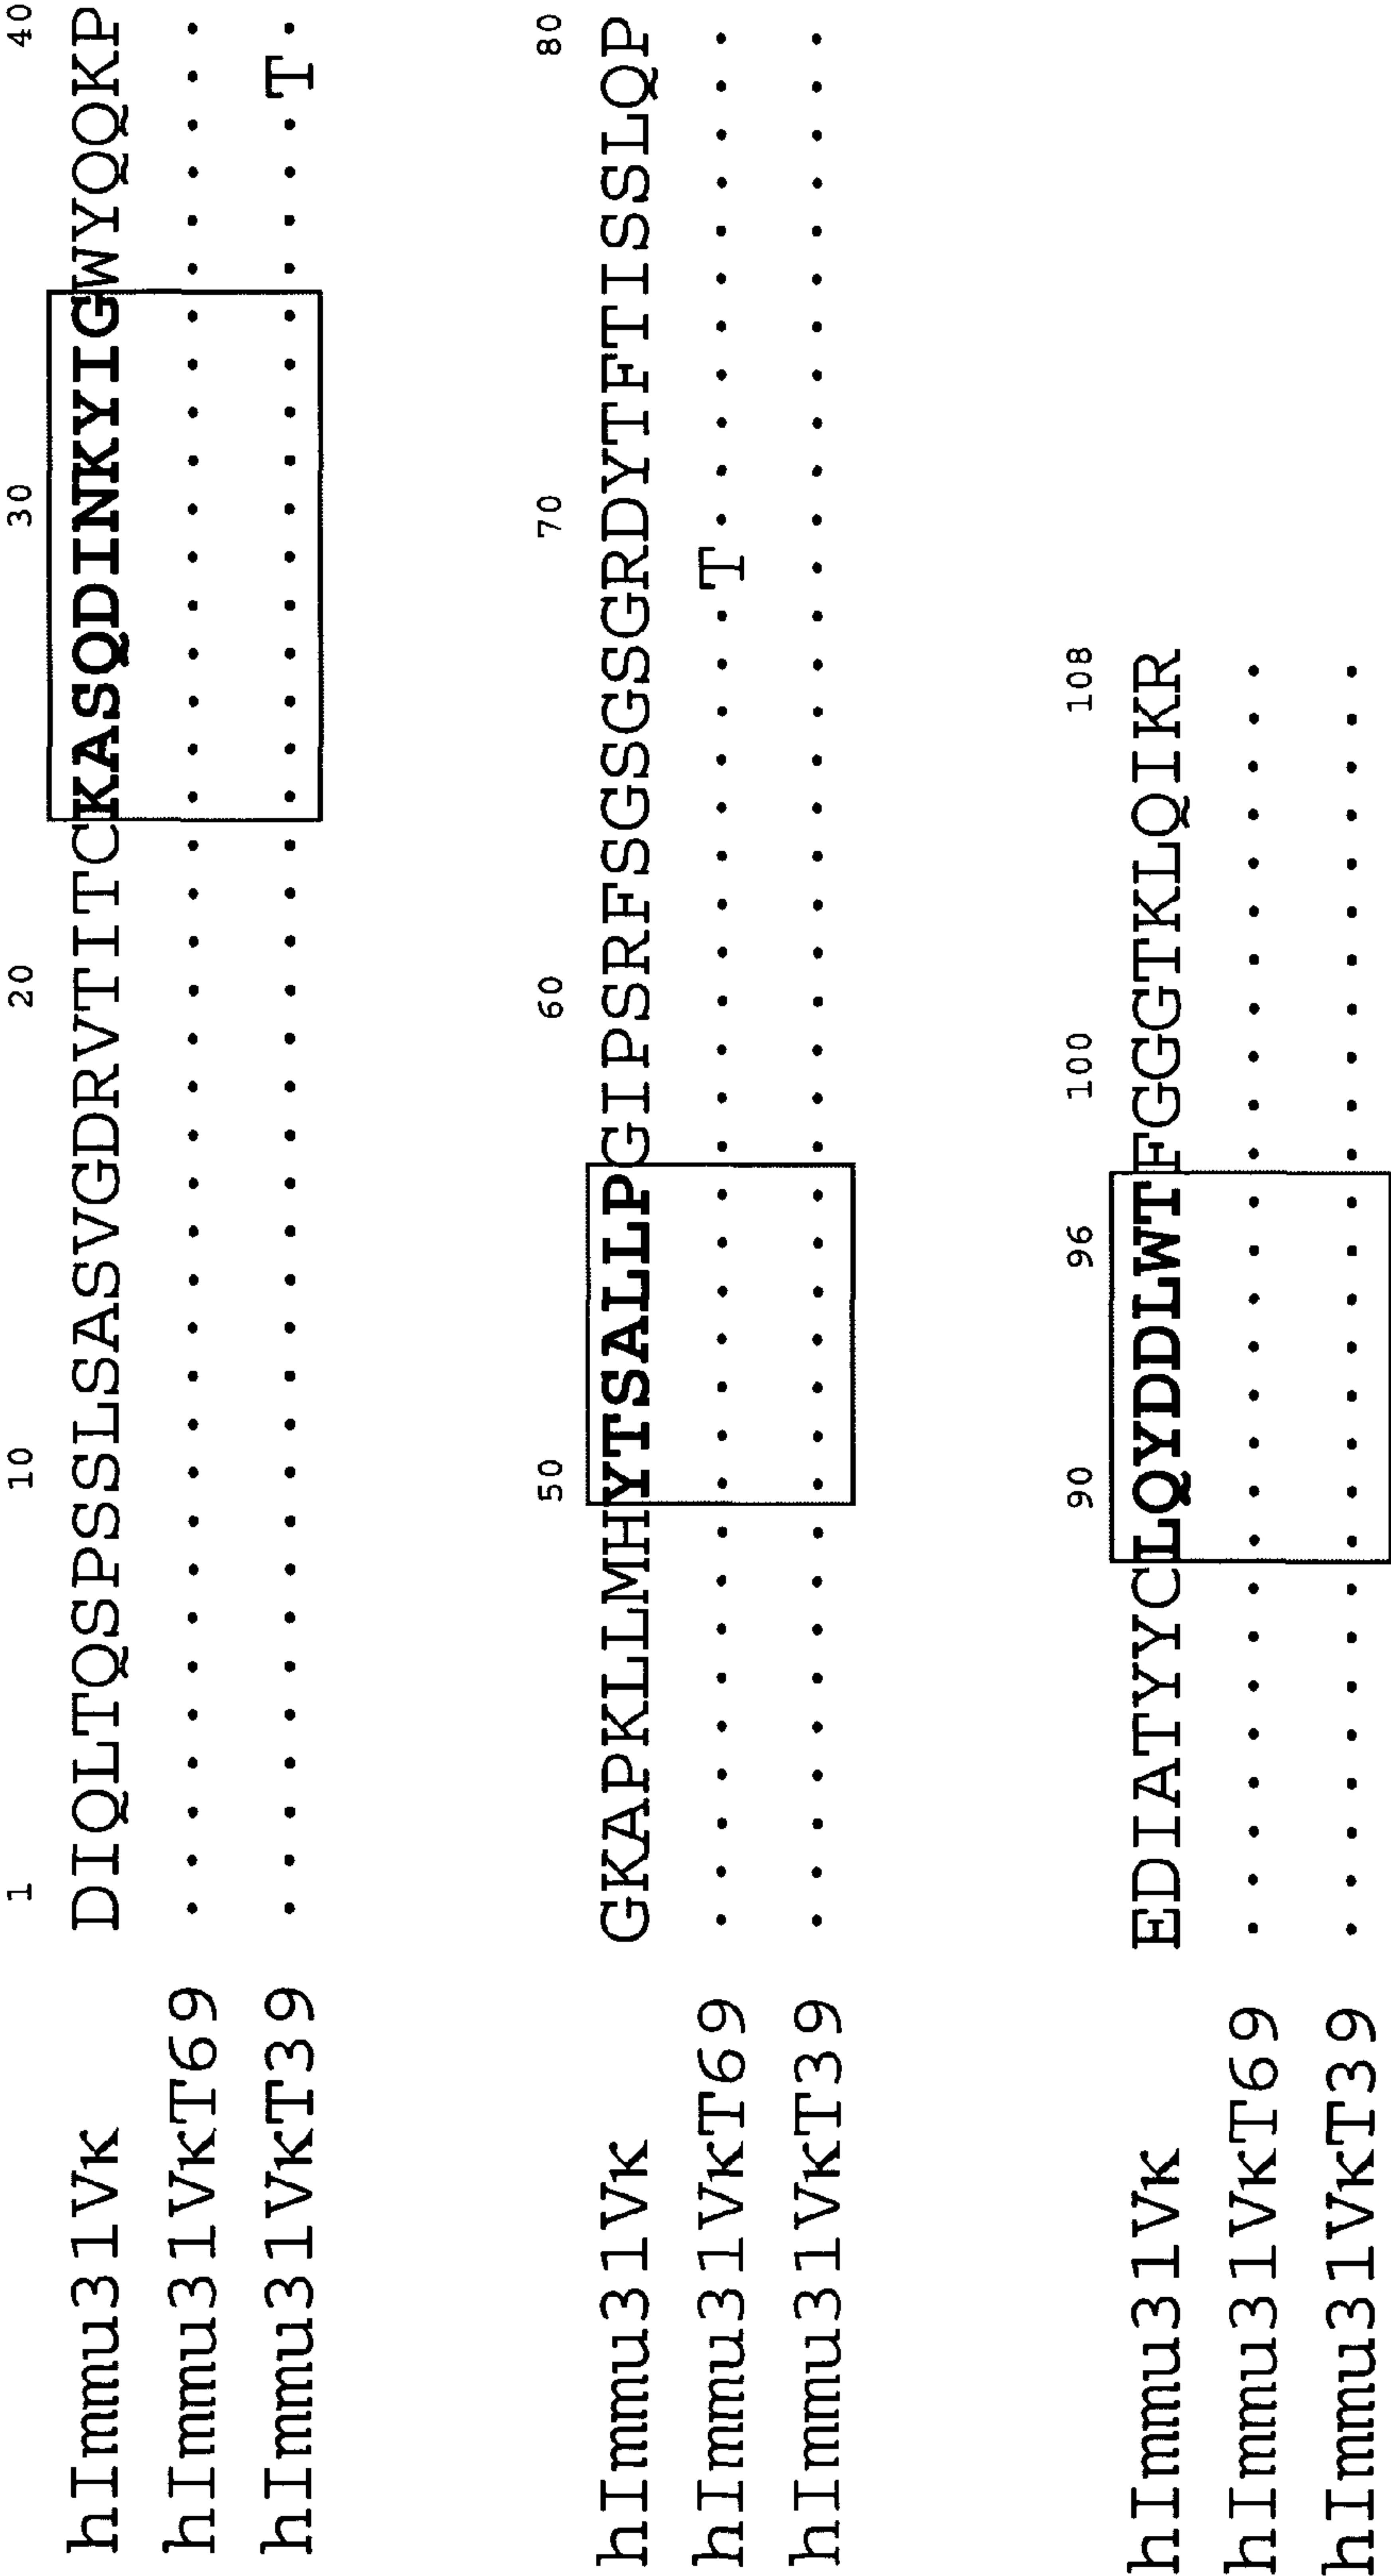 1 10 20 30 40
hImmu31Vκ DIQLTQSPSSLSASVGDRVTITCKASQDINKYIGWYQQKP
hImmu31VκT69 ........................................
hImmu31VκT39 ......................................T.
50 60 70 80
hImmu31Vκ GKAPKLLMHYTSALLPGIPSRFSGSGSGRDYTFTISSLQP
hImmu31VκT69 ............................T...........
hImmu31VκT39 ........................................
90 96 100 108
hImmu31Vκ EDIATYYCLQYDDLWTFGGGTKLQIKR
hImmu31VκT69 ...........................
hImmu31VκT39 ...........................